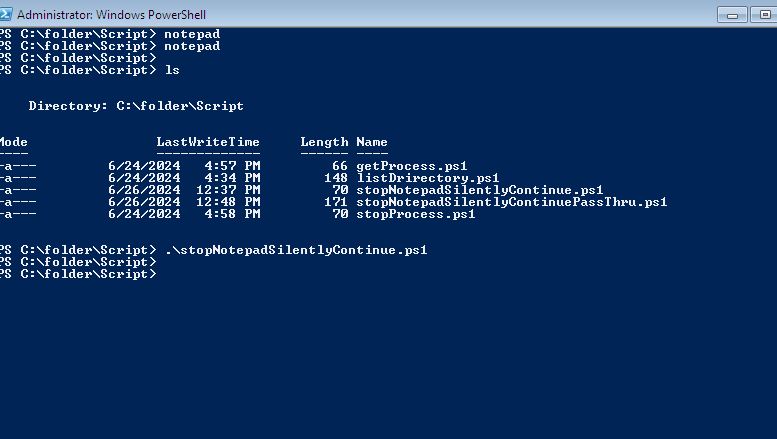 Administrator: Windows PowerShell
PS C:\folder\Script> notepad
PS C:\folder\Script> notepad
PS C:\folder\Script>
PS C:\folder\Script> ls
Directory: C:\folder\Script
Mode LastWriteTime Length Name
---- ------------- ------ ----
-a--- 6/24/2024 4:57 PM 66 getProcess.ps1
-a--- 6/24/2024 4:34 PM 148 listDrirectory.ps1
-a--- 6/26/2024 12:37 PM 70 stopNotepadSilentlyContinue.ps1
-a--- 6/26/2024 12:48 PM 171 stopNotepadSilentlyContinuePassThru.ps1
-a--- 6/24/2024 4:58 PM 70 stopProcess.ps1
PS C:\folder\Script> .\stopNotepadSilentlyContinue.ps1
PS C:\folder\Script>
PS C:\folder\Script>